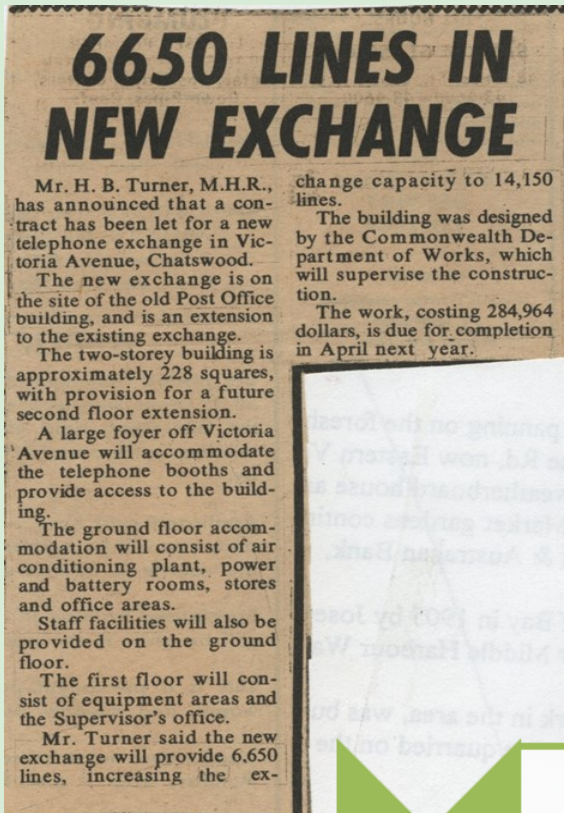 6650 LINES IN
NEW EXCHANGE
Mr. H. B. Turner, M.H.R.,
has announced that a con-
tract has been let for a new
telephone exchange in Vic-
toria Avenue, Chatswood.
The new exchange is on
the site of the old Post Office
building, and is an extension
to the existing exchange.
The two-storey building is
approximately 228 squares,
with provision for a future
second floor extension.
A large foyer off Victoria
Avenue will accommodate
the telephone booths and
provide access to the build-
ing.
The ground floor accom-
modation will consist of air
conditioning plant, power
and battery rooms, stores
and office areas.
Staff facilities will also be
provided on the ground
floor.
The first floor will con-
sist of equipment areas and
the Supervisor's office.
Mr. Turner said the new
exchange will provide 6,650
lines, increasing the ex-
change capacity to 14,150
lines.
The building was designed
by the Commonwealth De-
partment of Works, which
will supervise the construc-
tion.
The work, costing 284,964
dollars, is due for completion
in April next year.